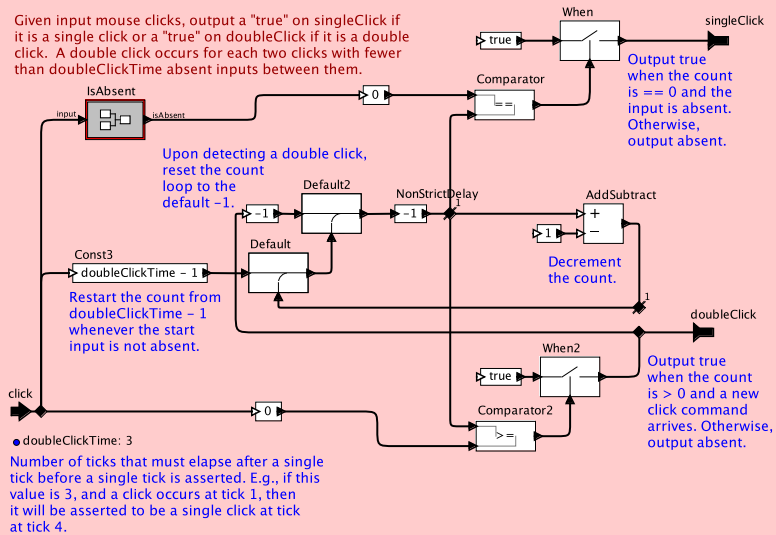 Given input mouse clicks, output a "true" on singleClick if
it is a single click or a "true" on doubleClick if it is a double
click.  A double click occurs for each two clicks with fewer
than doubleClickTime absent inputs between them.
When
singleClick
true
Output true
when the count
is == 0 and the
input is absent.
Otherwise,
output absent.
Comparator
==
IsAbsent
input
isAbsent
0
Upon detecting a double click,
reset the count
loop to the
default -1.
Default2
NonStrictDelay
AddSubtract
-1
-1
1
+
−
1
Decrement
the count.
Const3
doubleClickTime - 1
Default
Restart the count from
doubleClickTime - 1
whenever the start
input is not absent.
1
doubleClick
When2
true
Output true
when the count
is > 0 and a new
click command
arrives. Otherwise,
output absent.
click
0
Comparator2
>=
doubleClickTime: 3
Number of ticks that must elapse after a single
tick before a single tick is asserted. E.g., if this
value is 3, and a click occurs at tick 1, then
it will be asserted to be a single click at tick
at tick 4.